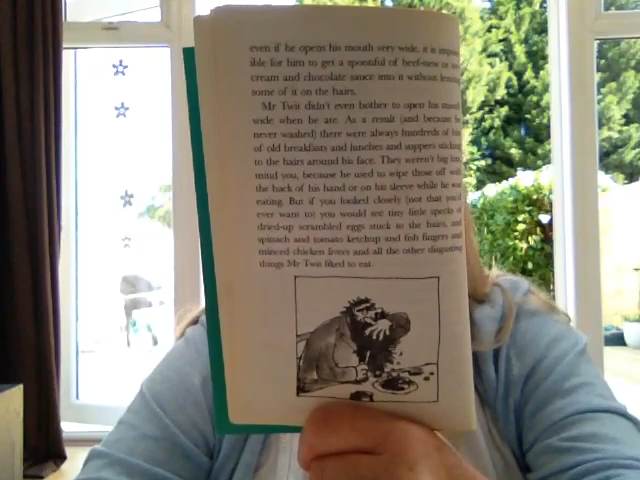 even if he opens his mouth very wide, it is
ible for him to get a spoonful of beef-stew or
cream and chocolate sauce into it without
some of it on the hairs.
Mr Twit didn't even bother to open his
wide when he ate. As a result (and because
never washed) there were always hundreds of
of old breakfasts and lunches and suppers sticking
to the hairs around his face. They weren't big
mind you, because he used to wipe those off with
the back of his hand or on his sleeve while he was
eating. But if you looked closely (not that you'd
ever want to) you would see tiny little specks of
dried-up scrambled eggs stuck to the hairs, and
spinach and tomato ketchup and fish fingers and
minced chicken livers and all the other disgusting
things Mr Twit liked to eat.